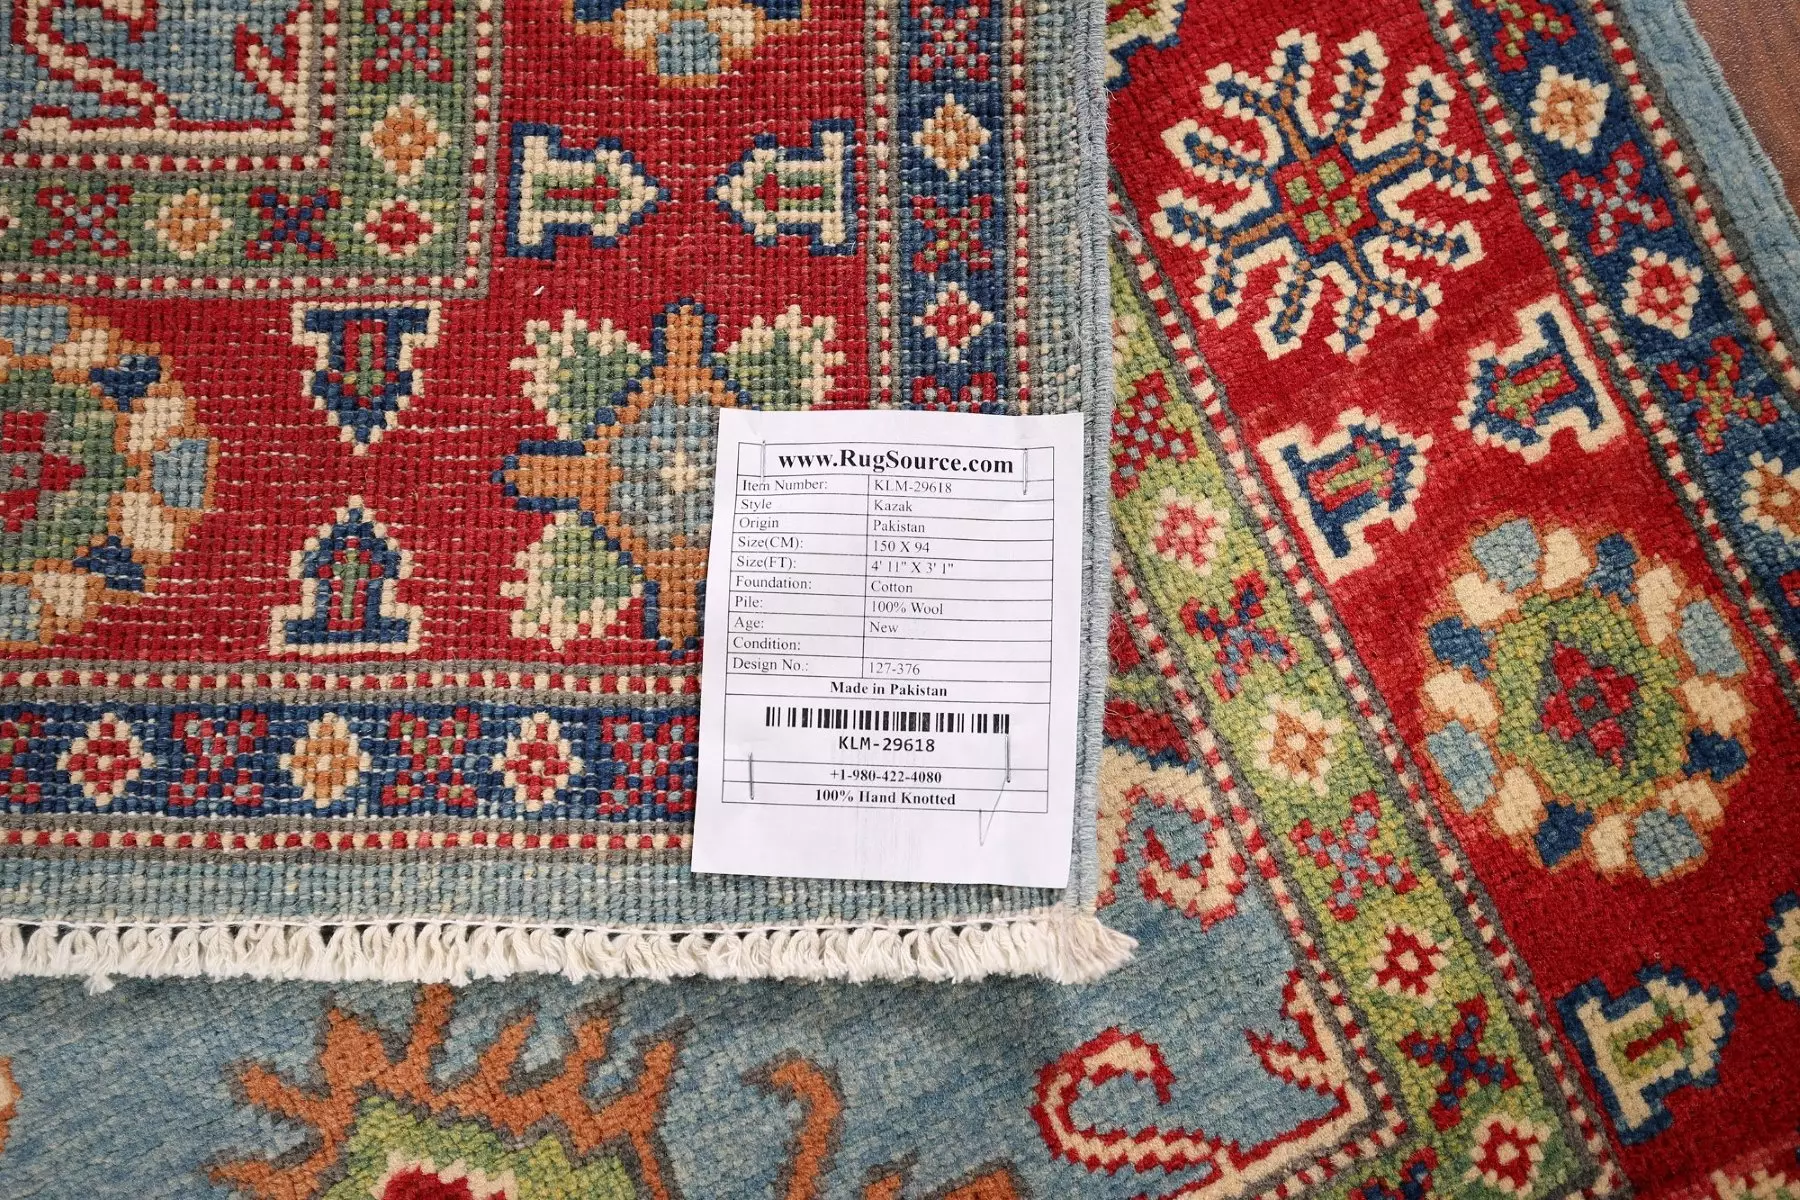 www.RugSource.com
Item Number: KLM-29618
Style Kazak
Origin Pakistan
Size(CM): 150 X 94
Size(FT): 4' 11" X 3' 1"
Foundation: Cotton
Pile: 100% Wool
Age: New
Condition:
Design No.: 127-376
Made in Pakistan
KLM-29618
+1-980-422-4080
100% Hand Knotted